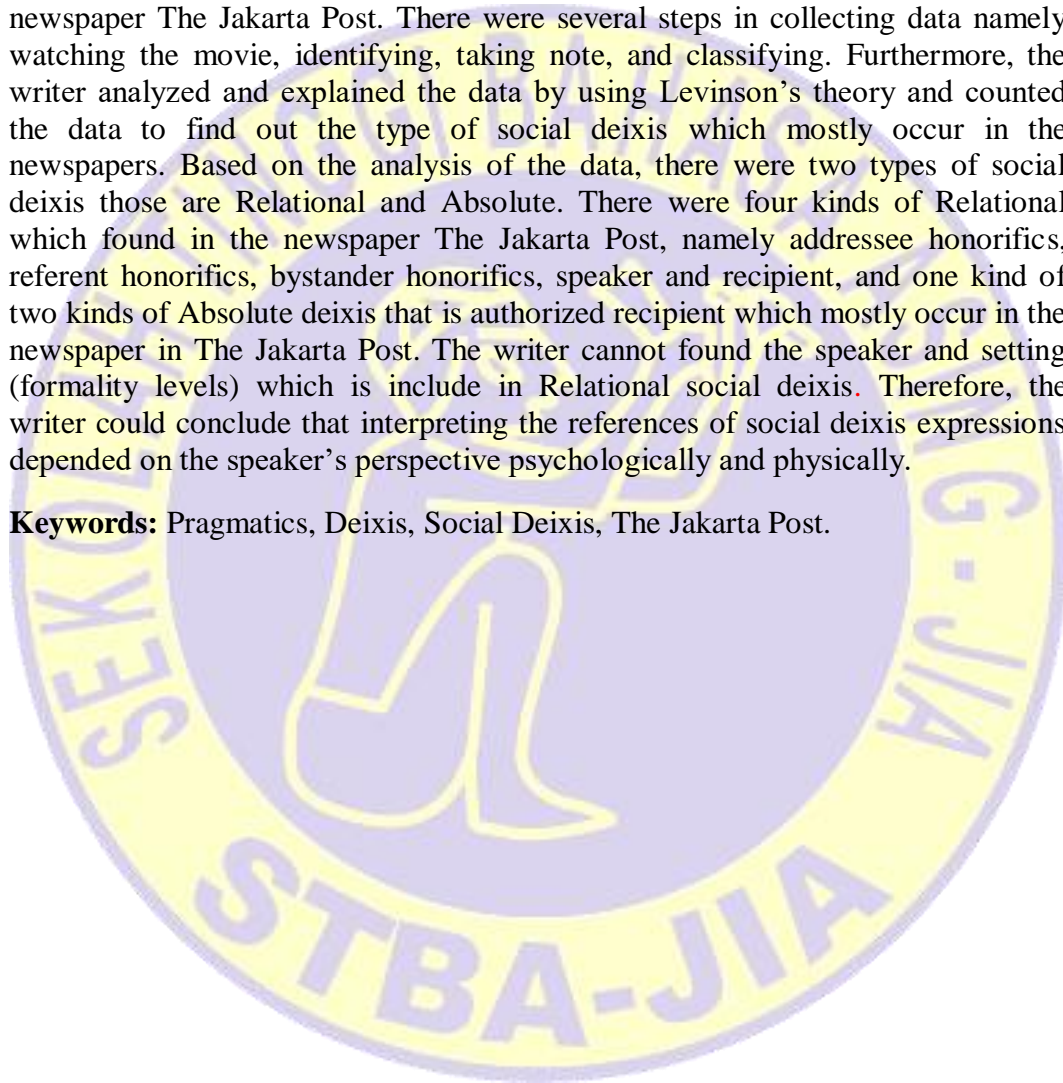 newspaper The Jakarta Post. There were several steps in collecting data namely
watching the movie, identifying, taking note, and classifying. Furthermore, the
writer analyzed and explained the data by using Levinson’s theory and counted
the data to find out the type of social deixis which mostly occur in the
newspapers. Based on the analysis of the data, there were two types of social
deixis those are Relational and Absolute. There were four kinds of Relational
which found in the newspaper The Jakarta Post, namely addressee honorifics,
referent honorifics, bystander honorifics, speaker and recipient, and one kind of
two kinds of Absolute deixis that is authorized recipient which mostly occur in the
newspaper in The Jakarta Post. The writer cannot found the speaker and setting
(formality levels) which is include in Relational social deixis. Therefore, the
writer could conclude that interpreting the references of social deixis expressions
depended on the speaker’s perspective psychologically and physically.
Keywords: Pragmatics, Deixis, Social Deixis, The Jakarta Post.
SEKOLAH TINGGI BAHASA ASING - JIA
STBA-JIA